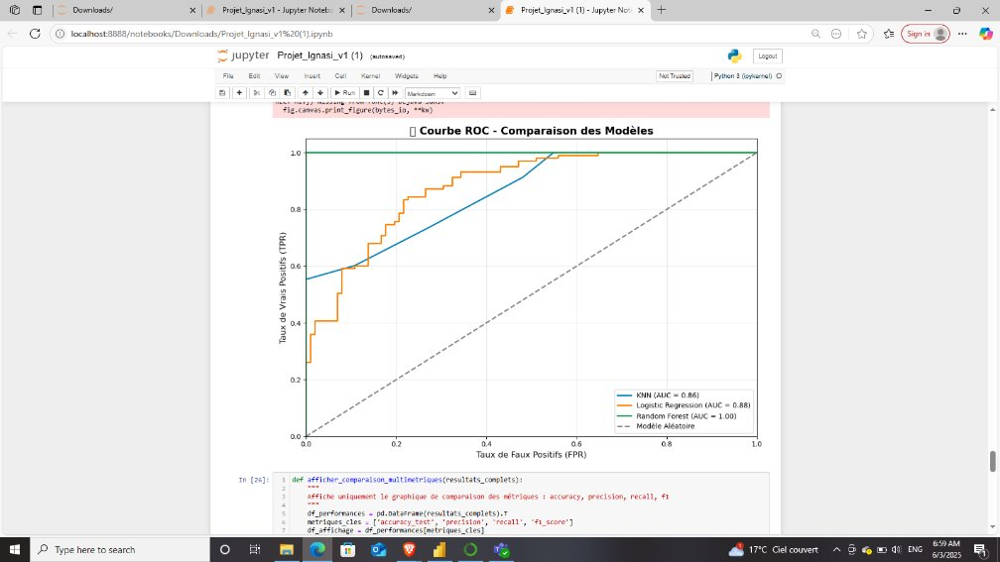 Downloads/
Projet_Ignasi_v1 - Jupyter Notebo
Downloads/
Projet_Ignasi_v1 (1) - Jupyter Not
localhost:8888/notebooks/Downloads/Projet_Ignasi_v1%20(1).ipynb
Sign in
jupyter Projet_Ignasi_v1 (1) (autosaved)
Logout
File Edit View Insert Cell Kernel Widgets Help
Not Trusted
Python 3 (ipykernel)
Run
Markdown
fig.canvas.print_figure(bytes_io, **kw)
Courbe ROC - Comparaison des Modèles
1.0
0.8
0.6
0.4
0.2
0.0
Taux de Vrais Positifs (TPR)
KNN (AUC = 0.86)
Logistic Regression (AUC = 0.88)
Random Forest (AUC = 1.00)
Modèle Aléatoire
0.0 0.2 0.4 0.6 0.8 1.0
Taux de Faux Positifs (FPR)
In [26]:
1 def afficher_comparaison_multimetriques(resultats_complets):
2 """
3 Affiche uniquement le graphique de comparaison des métriques : accuracy, precision, recall, f1
4 """
5 df_performances = pd.DataFrame(resultats_complets).T
6 metriques_cles = ['accuracy_test', 'precision', 'recall', 'f1_score']
7 df_affichage = df_performances[metriques_cles]
Type here to search
17°C Ciel couvert
ENG
6:59 AM
6/3/2025
1